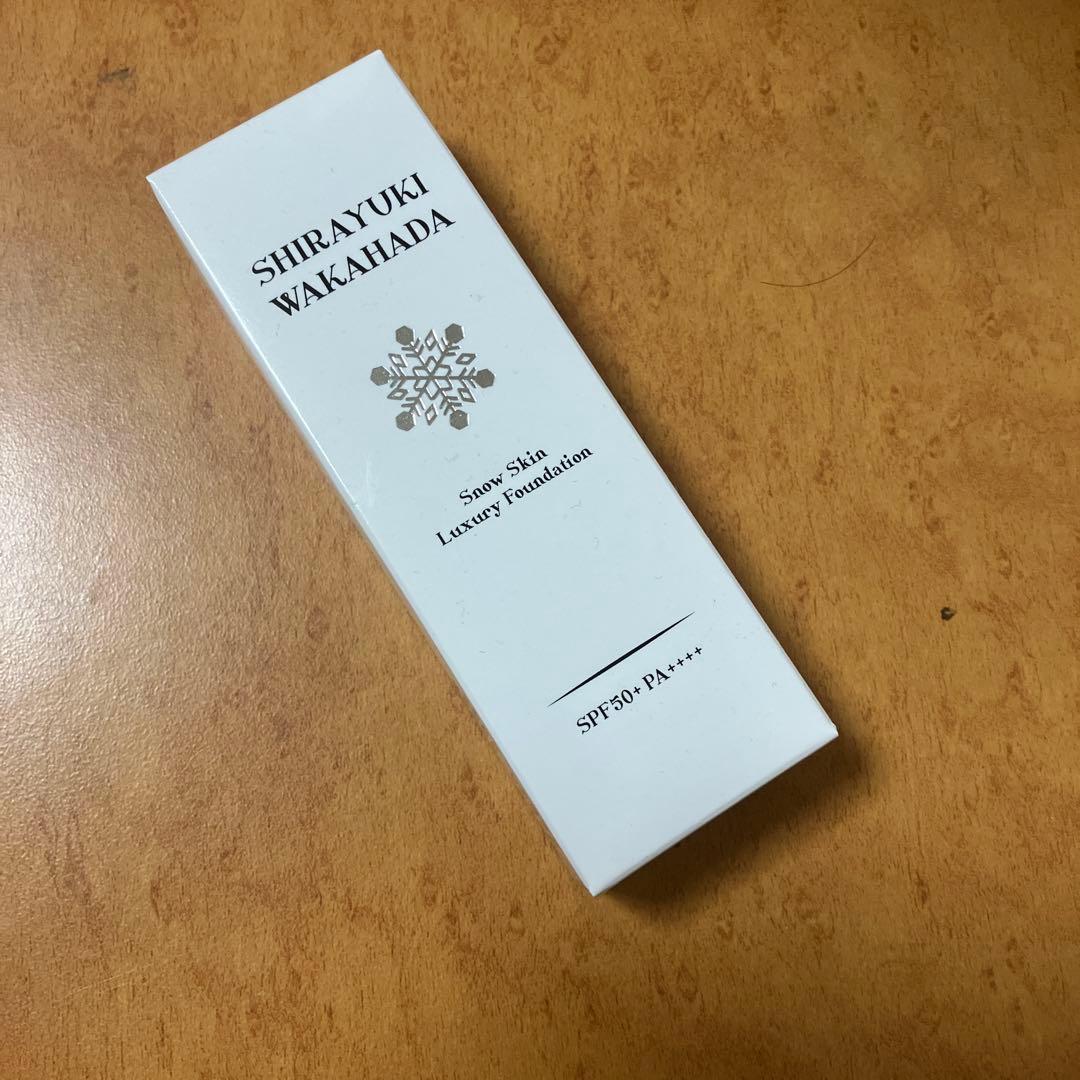 SHIRAYUKI
WAKAHADA
Snow Skin
Luxury Foundation
SPF50+ PA++++